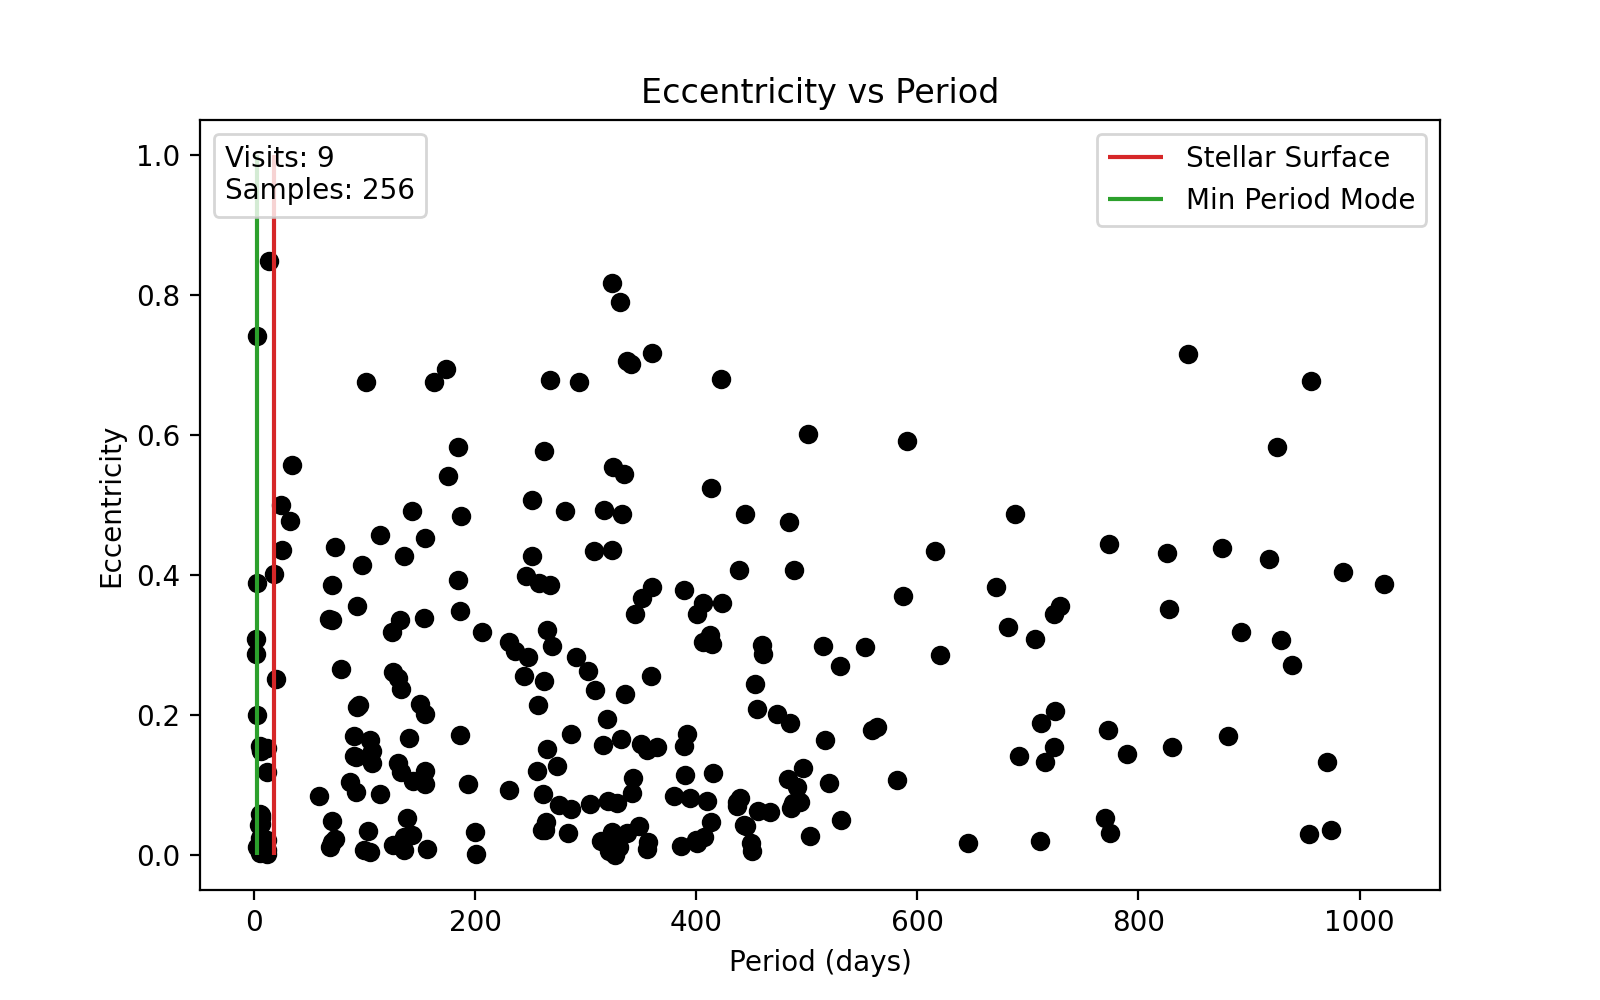 Eccentricity vs Period
Visits: 9
Samples: 256
Stellar Surface
Min Period Mode
1.0
0.8
0.6
0.4
0.2
0.0
Eccentricity
0
200
400
600
800
1000
Period (days)